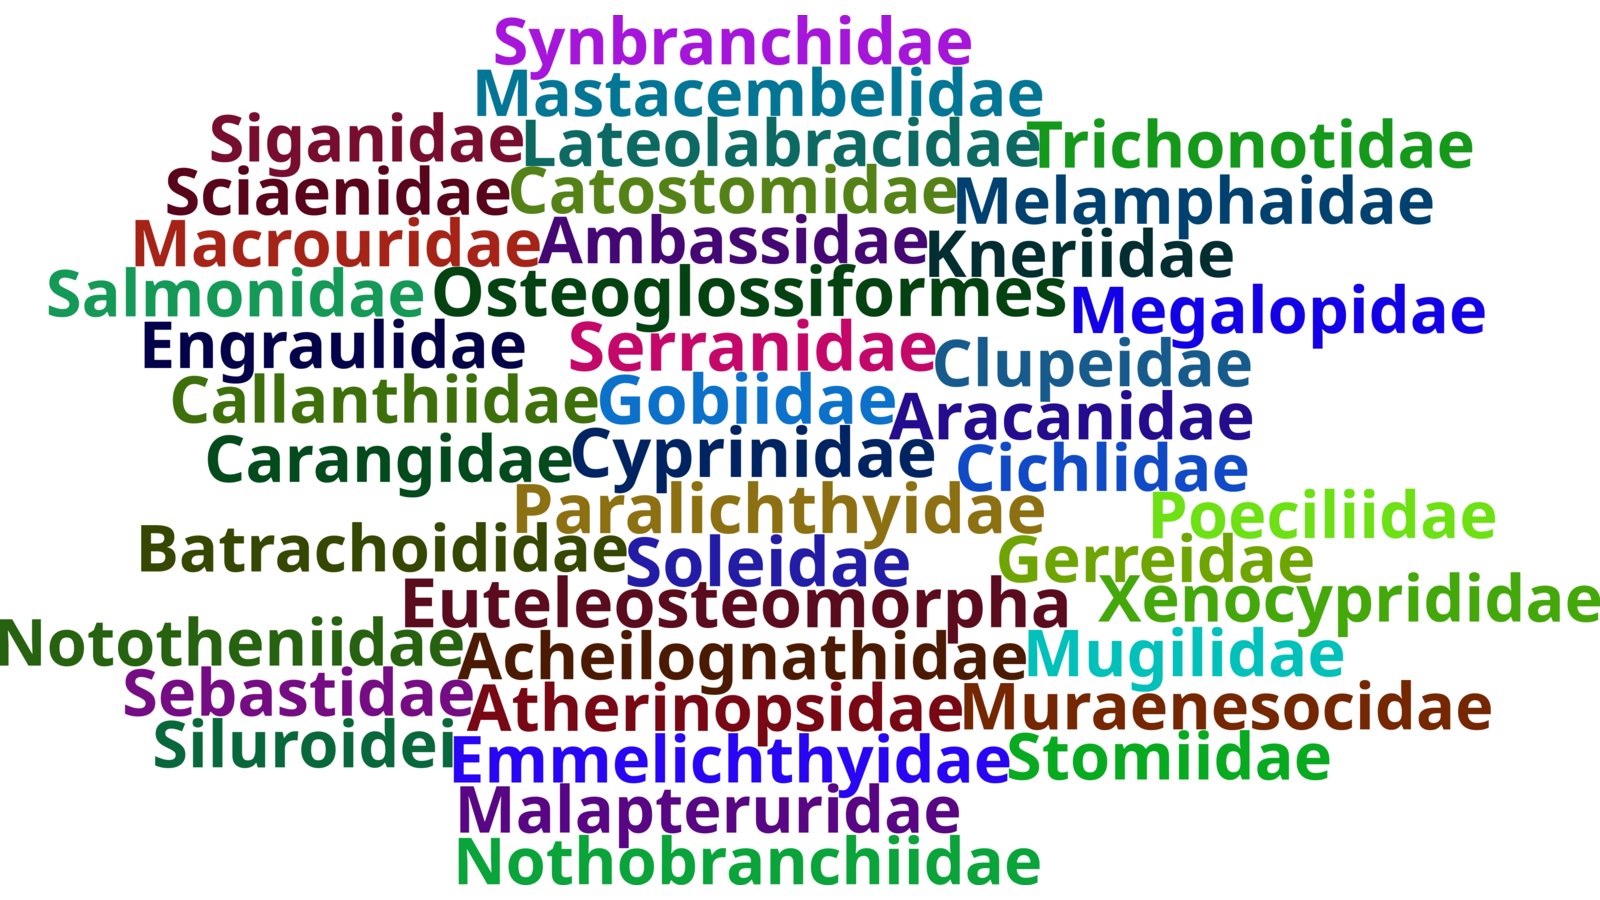 Synbranchidae
Mastacembelidae
Siganidae Lateolabracidae Trichonotidae
Sciaenidae Catostomidae Melamphaidae
Macrouridae Ambassidae Kneriidae
Salmonidae Osteoglossiformes Megalopidae
Engraulidae Serranidae Clupeidae
Callanthiidae Gobiidae Aracanidae
Carangidae Cyprinidae Cichlidae
Paralichthyidae Poeciliidae
Batrachoididae Soleidae Gerreidae
Euteleosteomorpha Xenocyprididae
Nototheniidae Acheilognathidae Mugilidae
Sebastidae Atherinopsidae Muraenesocidae
Siluroidei Emmelichthyidae Stomiidae
Malapteruridae
Nothobranchiidae